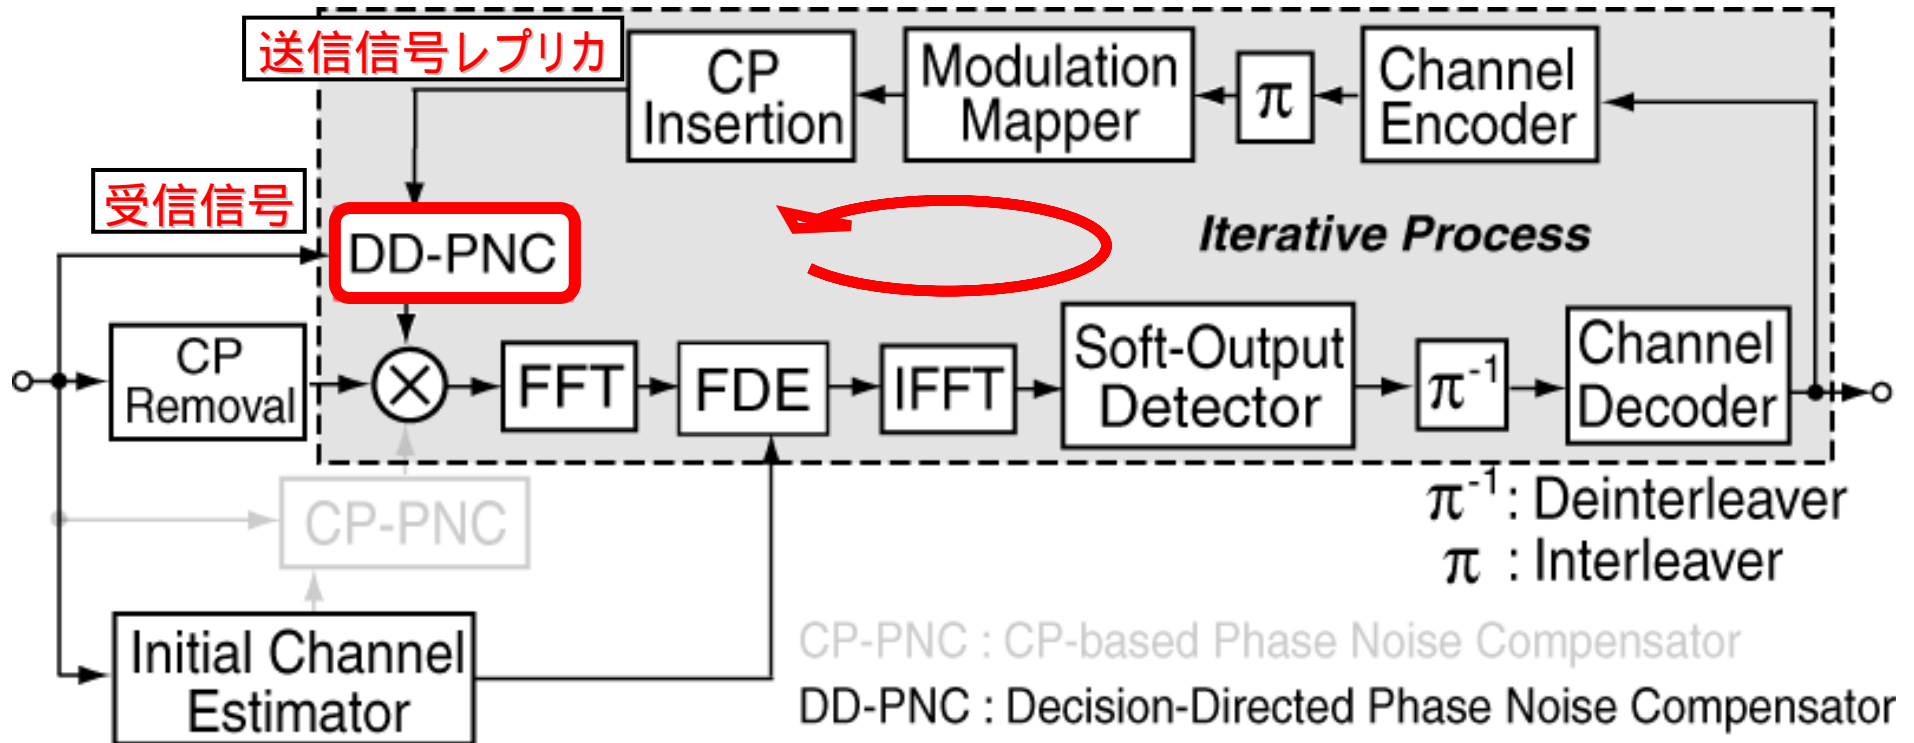 送信信号レプリカ
CP
Insertion
Modulation
Mapper
π
Channel
Encoder
受信信号
DD-PNC
Iterative Process
CP
Removal
FFT
FDE
IFFT
Soft-Output
Detector
π-1
Channel
Decoder
CP-PNC
π-1 : Deinterleaver
π : Interleaver
Initial Channel
Estimator
CP-PNC : CP-based Phase Noise Compensator
DD-PNC : Decision-Directed Phase Noise Compensator